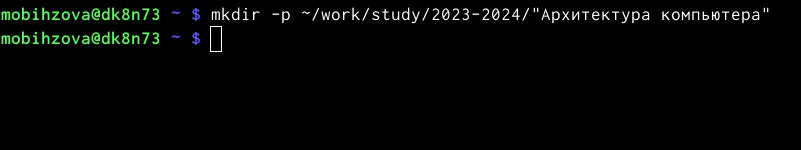 mobihzova@dk8n73 ~ $ mkdir -p ~/work/study/2023-2024/"Архитектура компьютера"
mobihzova@dk8n73 ~ $